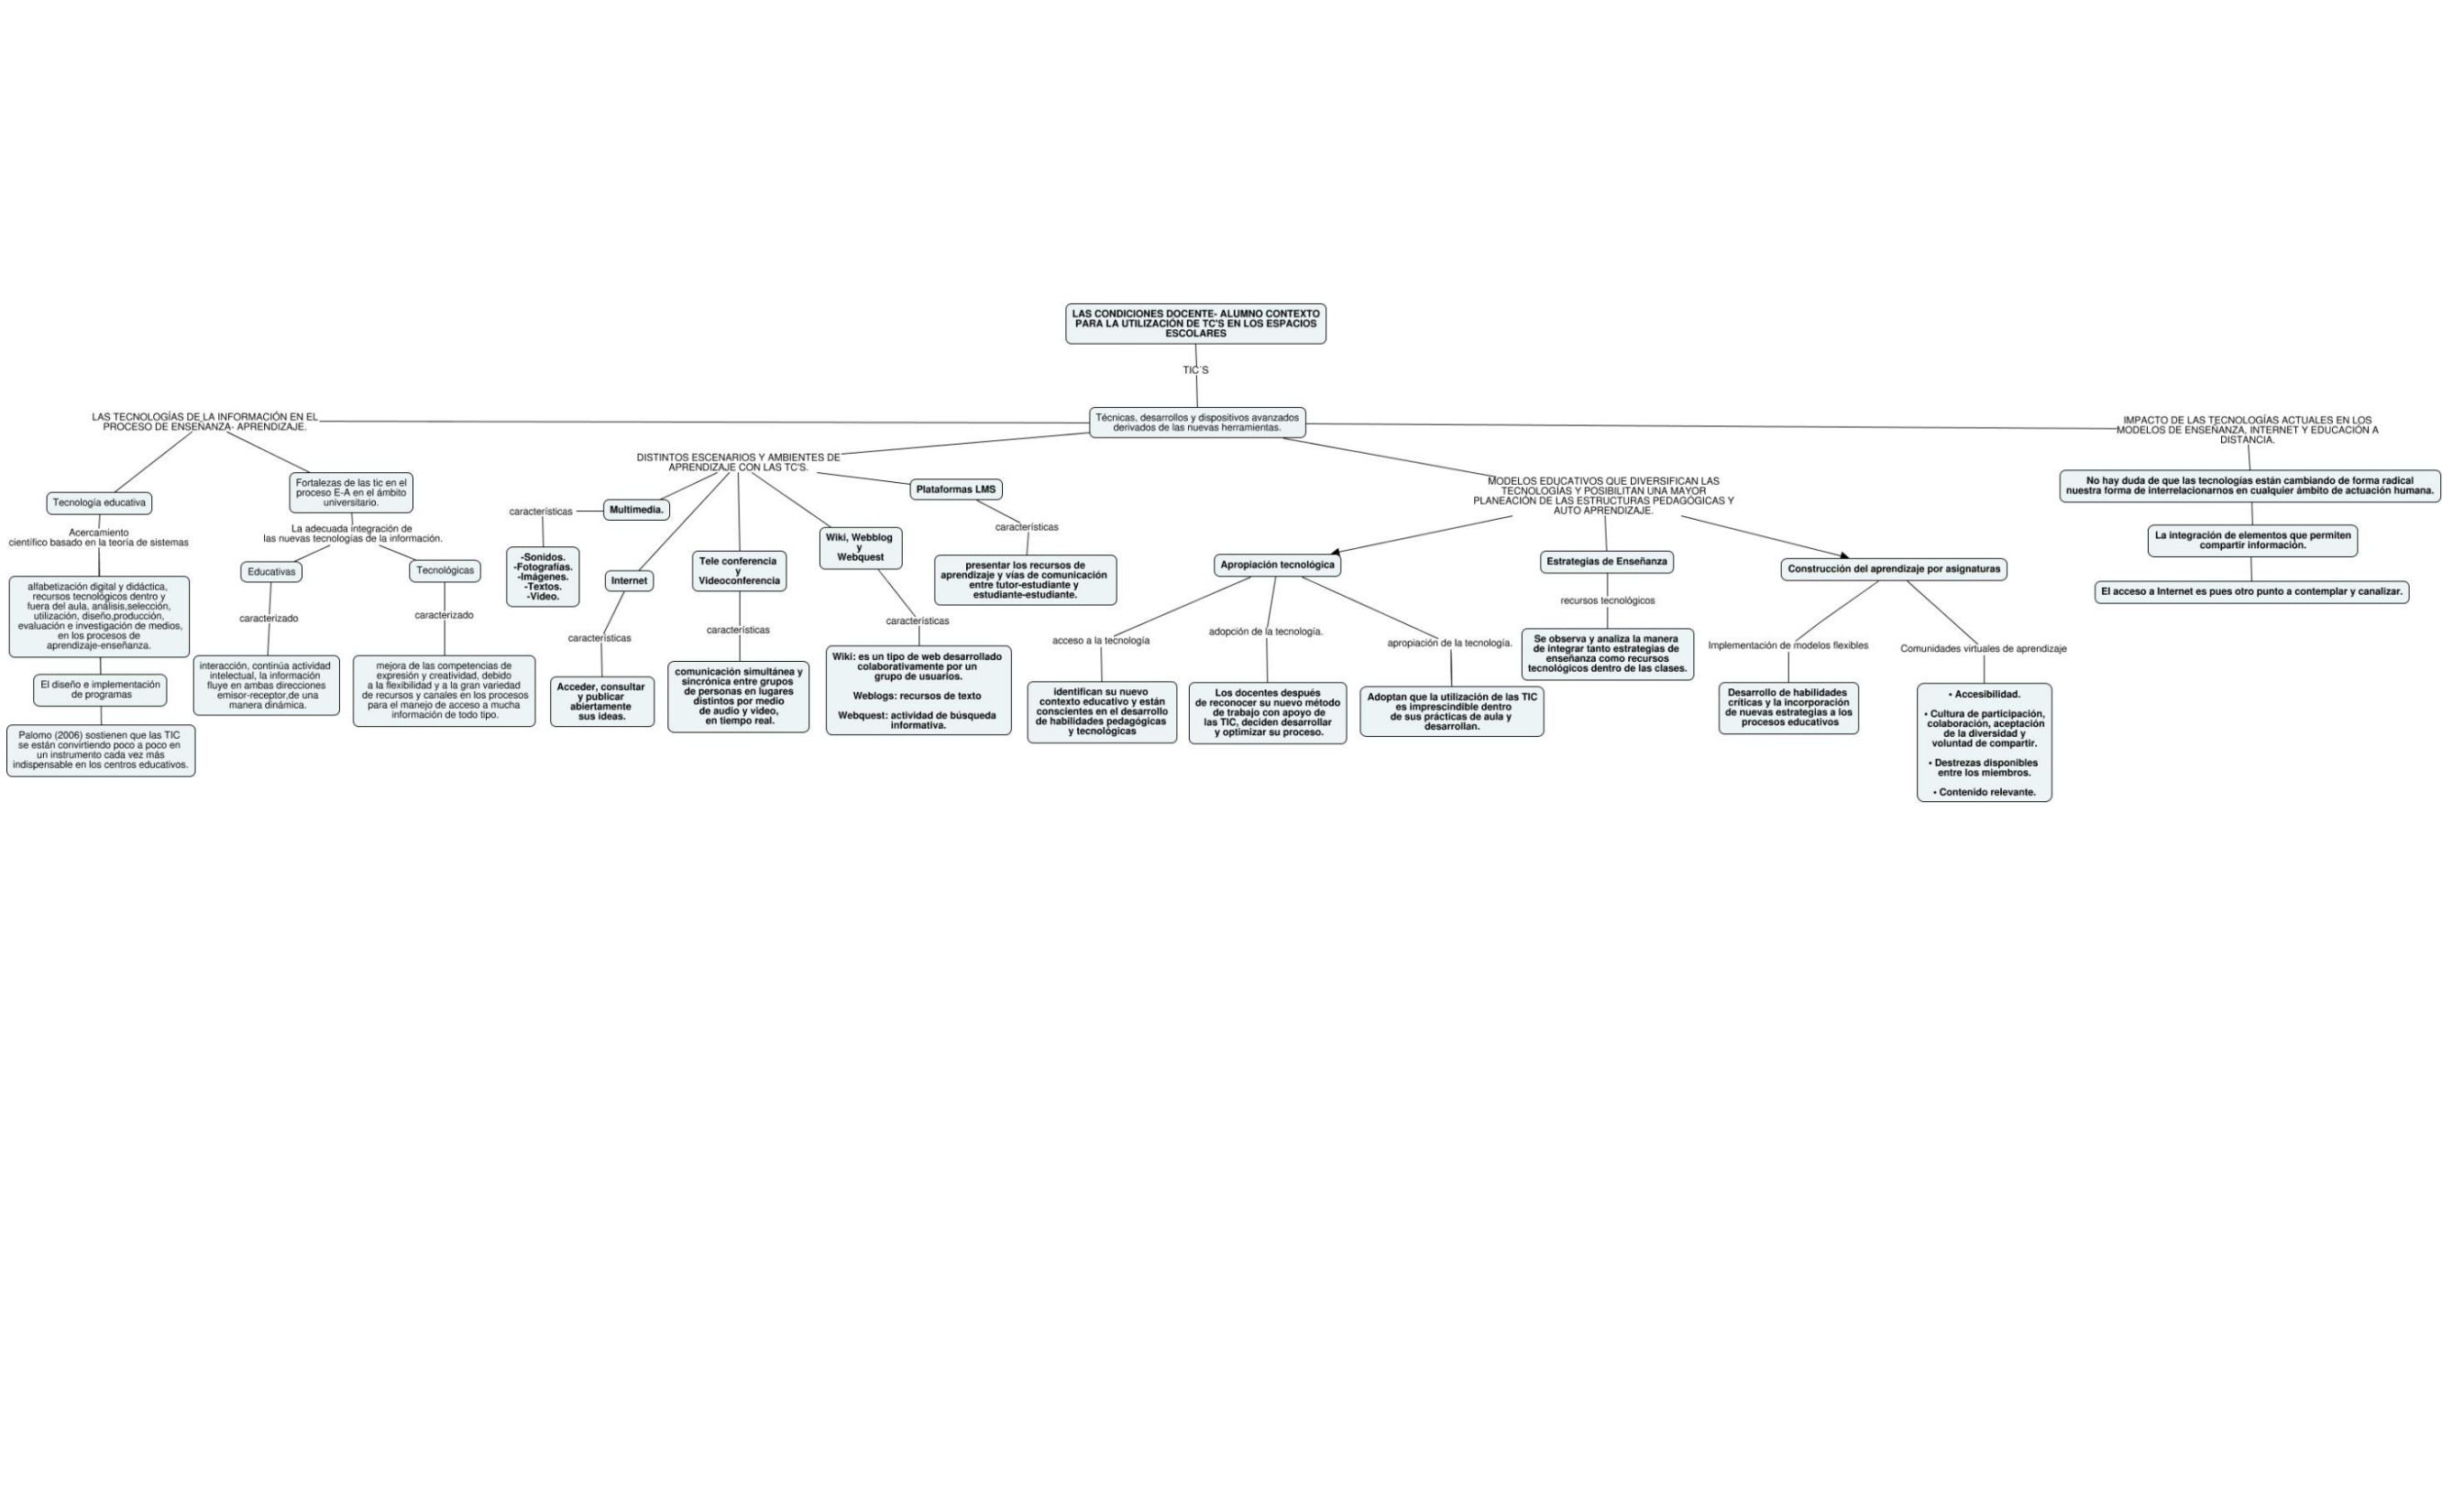 LAS CONDICIONES DOCENTE- ALUMNO CONTEXTO
PARA LA UTILIZACIÓN DE TC'S EN LOS ESPACIOS
ESCOLARES
TIC`S
Técnicas, desarrollos y dispositivos avanzados
derivados de las nuevas herramientas.
LAS TECNOLOGÍAS DE LA INFORMACIÓN EN EL
PROCESO DE ENSEÑANZA- APRENDIZAJE.
Tecnología educativa
Acercamiento
científico basado en la teoría de sistemas
alfabetización digital y didáctica,
recursos tecnológicos dentro y
fuera del aula, análisis,selección,
utilización, diseño,producción,
evaluación e investigación de medios,
en los procesos de
aprendizaje-enseñanza.
El diseño e implementación
de programas
Palomo (2006) sostienen que las TIC
se están convirtiendo poco a poco en
un instrumento cada vez más
indispensable en los centros educativos.
Fortalezas de las tic en el
proceso E-A en el ámbito
universitario.
La adecuada integración de
las nuevas tecnologías de la información.
Educativas
caracterizado
interacción, continúa actividad
intelectual, la información
fluye en ambas direcciones
emisor-receptor,de una
manera dinámica.
Tecnológicas
caracterizado
mejora de las competencias de
expresión y creatividad, debido
a la flexibilidad y a la gran variedad
de recursos y canales en los procesos
para el manejo de acceso a mucha
información de todo tipo.
DISTINTOS ESCENARIOS Y AMBIENTES DE
APRENDIZAJE CON LAS TC'S.
Multimedia.
características
-Sonidos.
-Fotografías.
-Imágenes.
-Textos.
-Video.
Internet
características
Acceder, consultar
y publicar
abiertamente
sus ideas.
Tele conferencia
y
Videoconferencia
características
comunicación simultánea y
sincrónica entre grupos
de personas en lugares
distintos por medio
de audio y video,
en tiempo real.
Wiki, Webblog
y
Webquest
características
Wiki: es un tipo de web desarrollado
colaborativamente por un
grupo de usuarios.
Weblogs: recursos de texto
Webquest: actividad de búsqueda
informativa.
Plataformas LMS
características
presentar los recursos de
aprendizaje y vías de comunicación
entre tutor-estudiante y
estudiante-estudiante.
MODELOS EDUCATIVOS QUE DIVERSIFICAN LAS
TECNOLOGÍAS Y POSIBILITAN UNA MAYOR
PLANEACIÓN DE LAS ESTRUCTURAS PEDAGÓGICAS Y
AUTO APRENDIZAJE.
Apropiación tecnológica
acceso a la tecnología
identifican su nuevo
contexto educativo y están
conscientes en el desarrollo
de habilidades pedagógicas
y tecnológicas
adopción de la tecnología.
Los docentes después
de reconocer su nuevo método
de trabajo con apoyo de
las TIC, deciden desarrollar
y optimizar su proceso.
apropiación de la tecnología.
Adoptan que la utilización de las TIC
es imprescindible dentro
de sus prácticas de aula y
desarrollan.
Estrategias de Enseñanza
recursos tecnológicos
Se observa y analiza la manera
de integrar tanto estrategias de
enseñanza como recursos
tecnológicos dentro de las clases.
Construcción del aprendizaje por asignaturas
Implementación de modelos flexibles
Desarrollo de habilidades
críticas y la incorporación
de nuevas estrategias a los
procesos educativos
Comunidades virtuales de aprendizaje
• Accesibilidad.
• Cultura de participación,
colaboración, aceptación
de la diversidad y
voluntad de compartir.
• Destrezas disponibles
entre los miembros.
• Contenido relevante.
IMPACTO DE LAS TECNOLOGÍAS ACTUALES EN LOS
MODELOS DE ENSEÑANZA, INTERNET Y EDUCACIÓN A
DISTANCIA.
No hay duda de que las tecnologías están cambiando de forma radical
nuestra forma de interrelacionarnos en cualquier ámbito de actuación humana.
La integración de elementos que permiten
compartir informaciòn.
El acceso a Internet es pues otro punto a contemplar y canalizar.